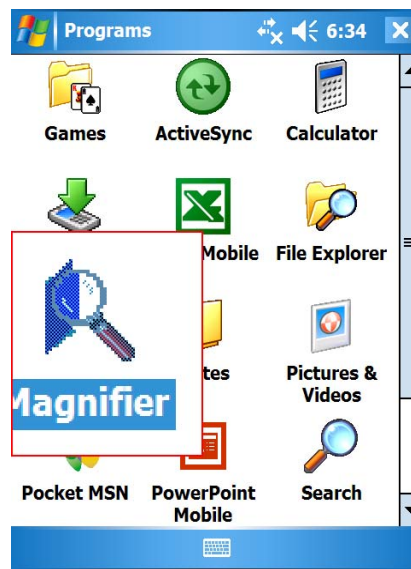 Programs 6:34
Games ActiveSync Calculator
Mobile File Explorer
Magnifier
tes Pictures &
Videos
Pocket MSN PowerPoint Search
Mobile